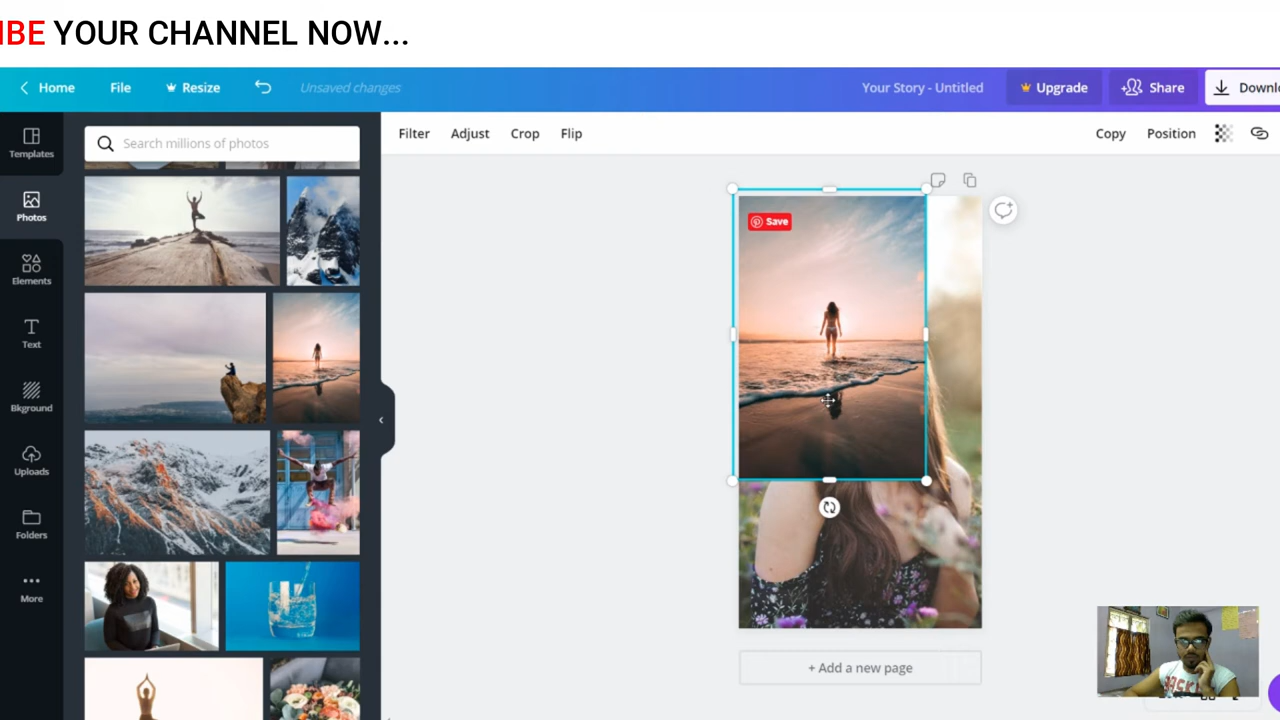 IBE YOUR CHANNEL NOW...
Home File Resize Unsaved changes Your Story - Untitled Upgrade Share Downlo
Templates
Search millions of photos
Filter Adjust Crop Flip Copy Position
Photos
Save
Elements
Text
Bkground
Uploads
Folders
More
+ Add a new page